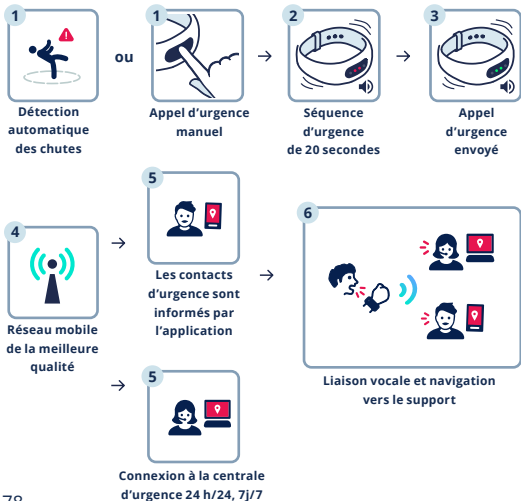 1
Détection
automatique
des chutes
ou
1
Appel d’urgence
manuel
2
Séquence
d’urgence
de 20 secondes
3
Appel
d’urgence
envoyé
4
Réseau mobile
de la meilleure
qualité
5
Les contacts
d’urgence sont
informés par
l’application
5
Connexion à la centrale
d’urgence 24 h/24, 7j/7
6
Liaison vocale et navigation
vers le support
78